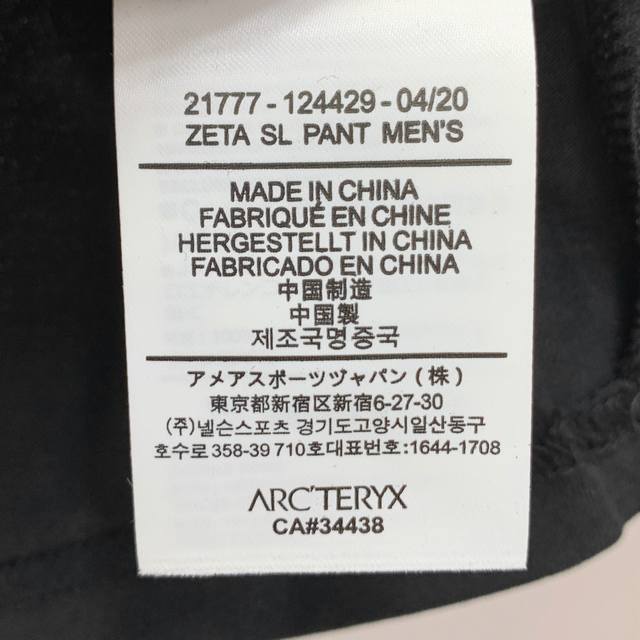 21777 - 124429 - 04/20
ZETA SL PANT MEN'S
MADE IN CHINA
FABRIQUÉ EN CHINE
HERGESTELLT IN CHINA
FABRICADO EN CHINA
中国制造
中国製
제조국명중국
アメアスポーツヅャパン(株)
東京都新宿区新宿6-27-30
(주)넬슨스포츠 경기도고양시일산동구
호수로 358-39 710호대표번호:1644-1708
ARC'TERYX
CA#34438